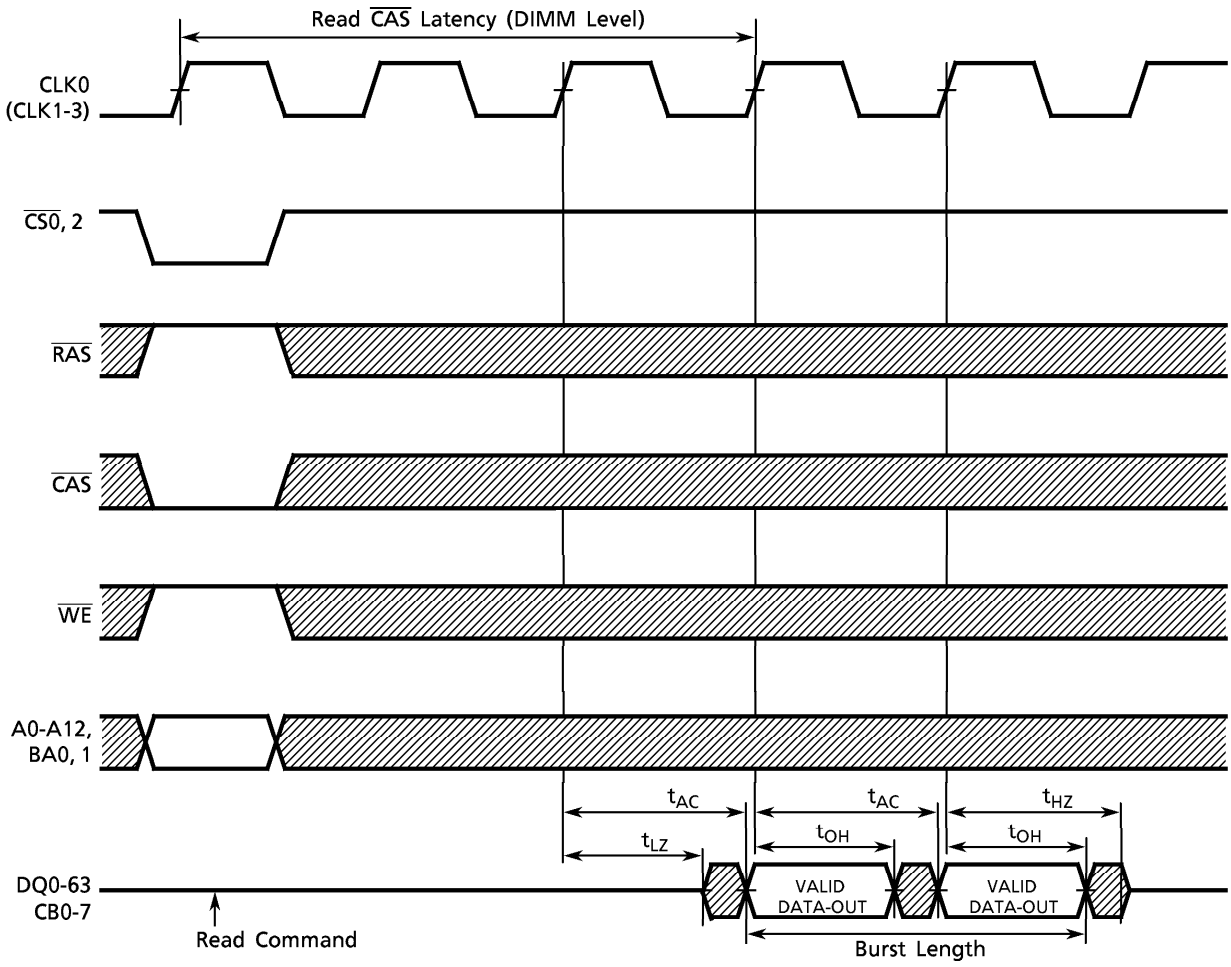 Read CAS Latency (DIMM Level)
CLK0
(CLK1-3)
CS0, 2
RAS
CAS
WE
A0-A12,
BA0, 1
tAC
tAC
tHZ
tLZ
tOH
tOH
DQ0-63
CB0-7
VALID
DATA-OUT
VALID
DATA-OUT
Read Command
Burst Length